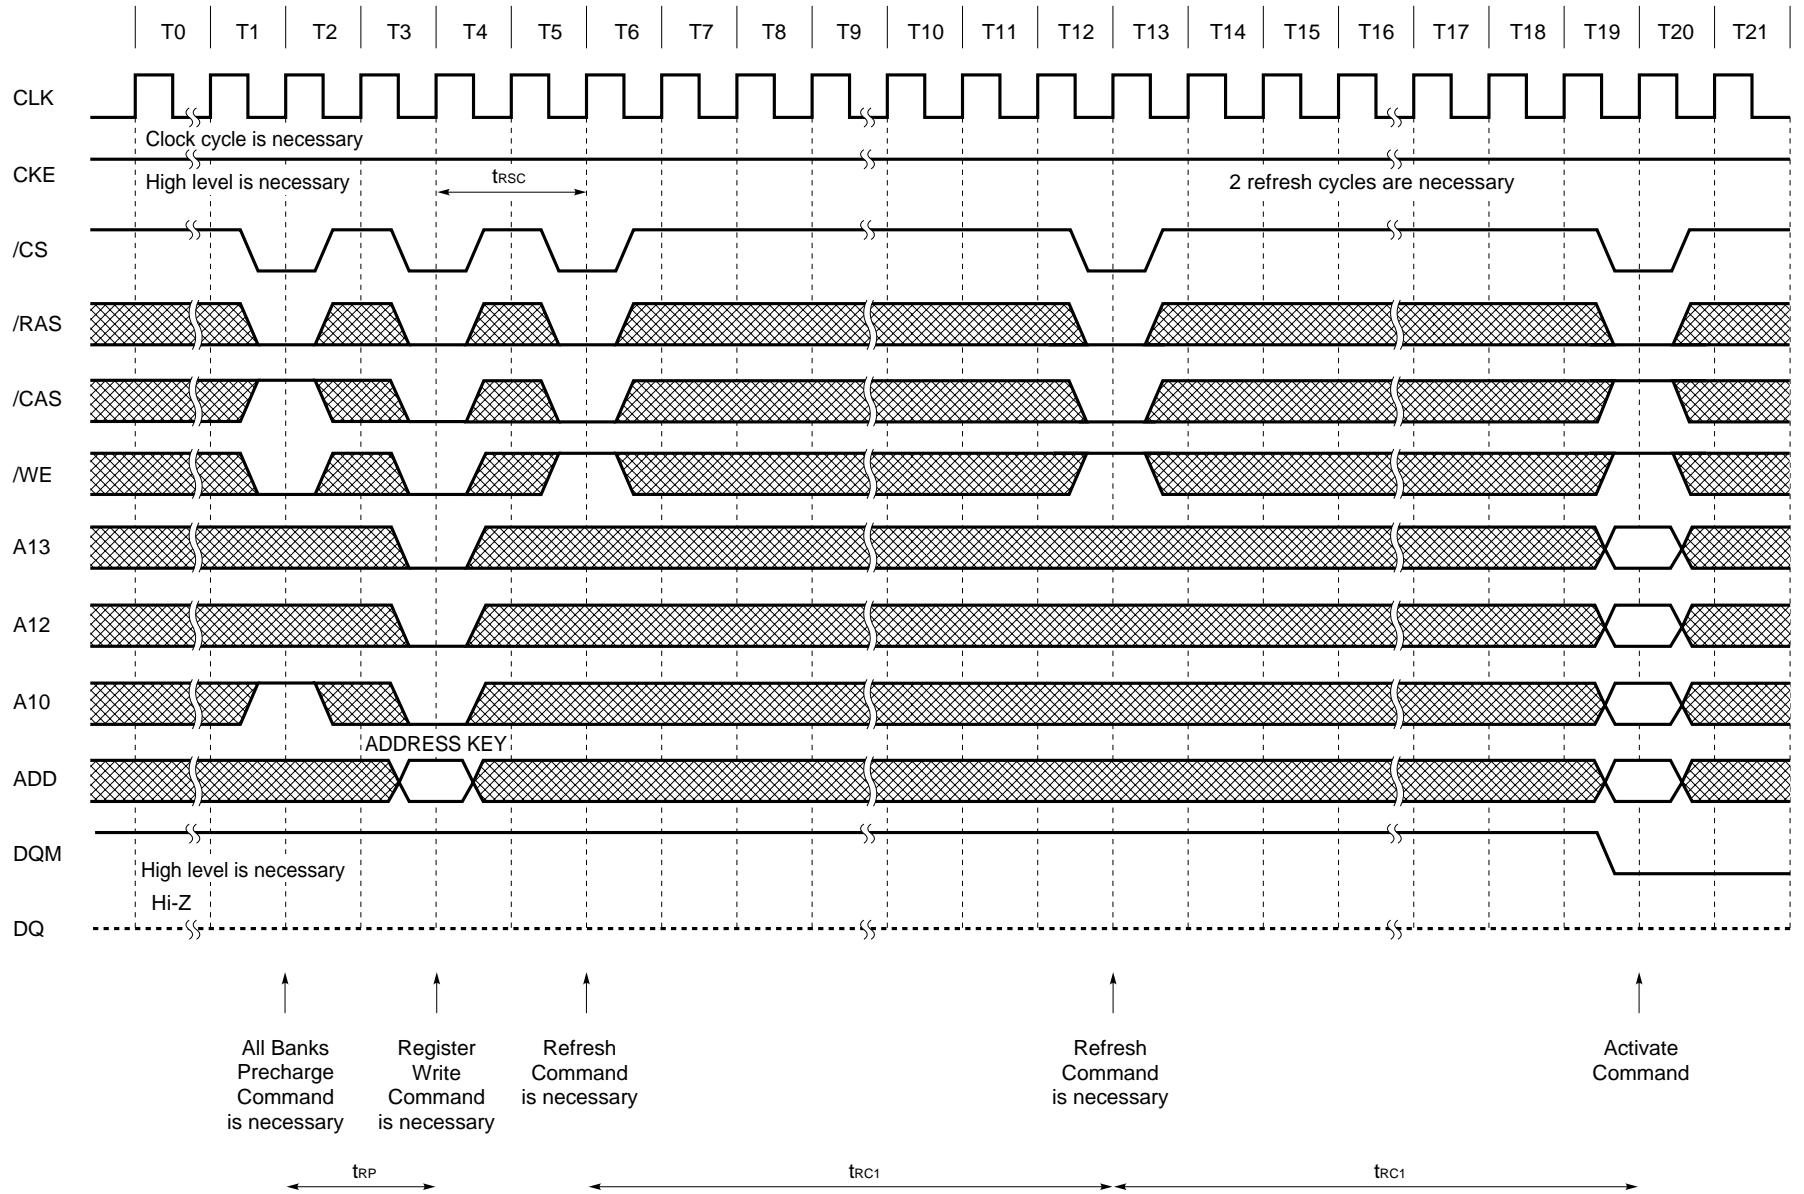 T0 T1 T2 T3 T4 T5 T6 T7 T8 T9 T10 T11 T12 T13 T14 T15 T16 T17 T18 T19 T20 T21
CLK
Clock cycle is necessary
CKE
High level is necessary
tRSC
2 refresh cycles are necessary
/CS
/RAS
/CAS
/WE
A13
A12
A10
ADDRESS KEY
ADD
DQM
High level is necessary
Hi-Z
DQ
All Banks
Precharge
Command
is necessary
Register
Write
Command
is necessary
Refresh
Command
is necessary
Refresh
Command
is necessary
Activate
Command
tRP
tRC1
tRC1